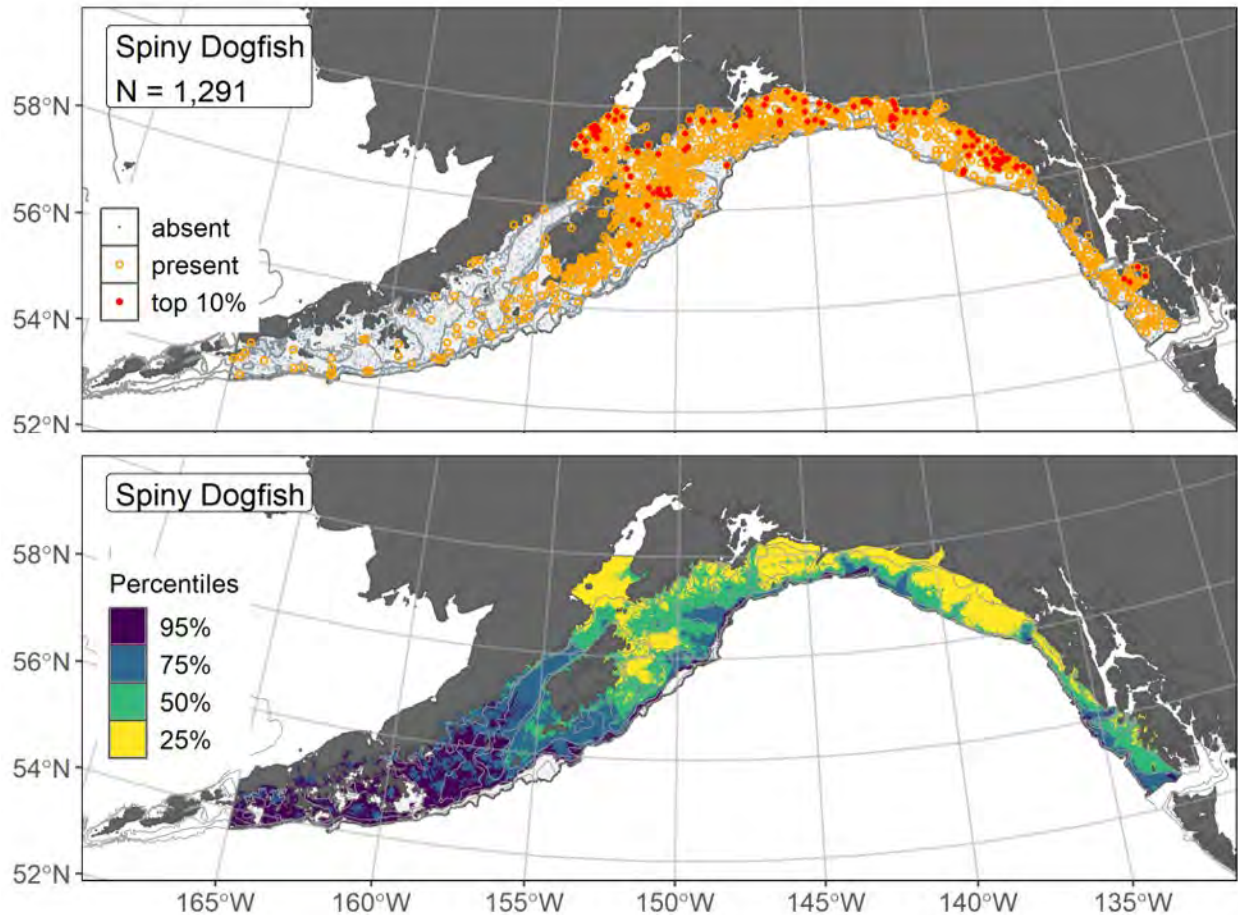 Spiny Dogfish
N = 1,291
58°N
56°N
54°N
52°N
absent
present
top 10%
Spiny Dogfish
58°N
56°N
54°N
52°N
Percentiles
95%
75%
50%
25%
165°W
160°W
155°W
150°W
145°W
140°W
135°W